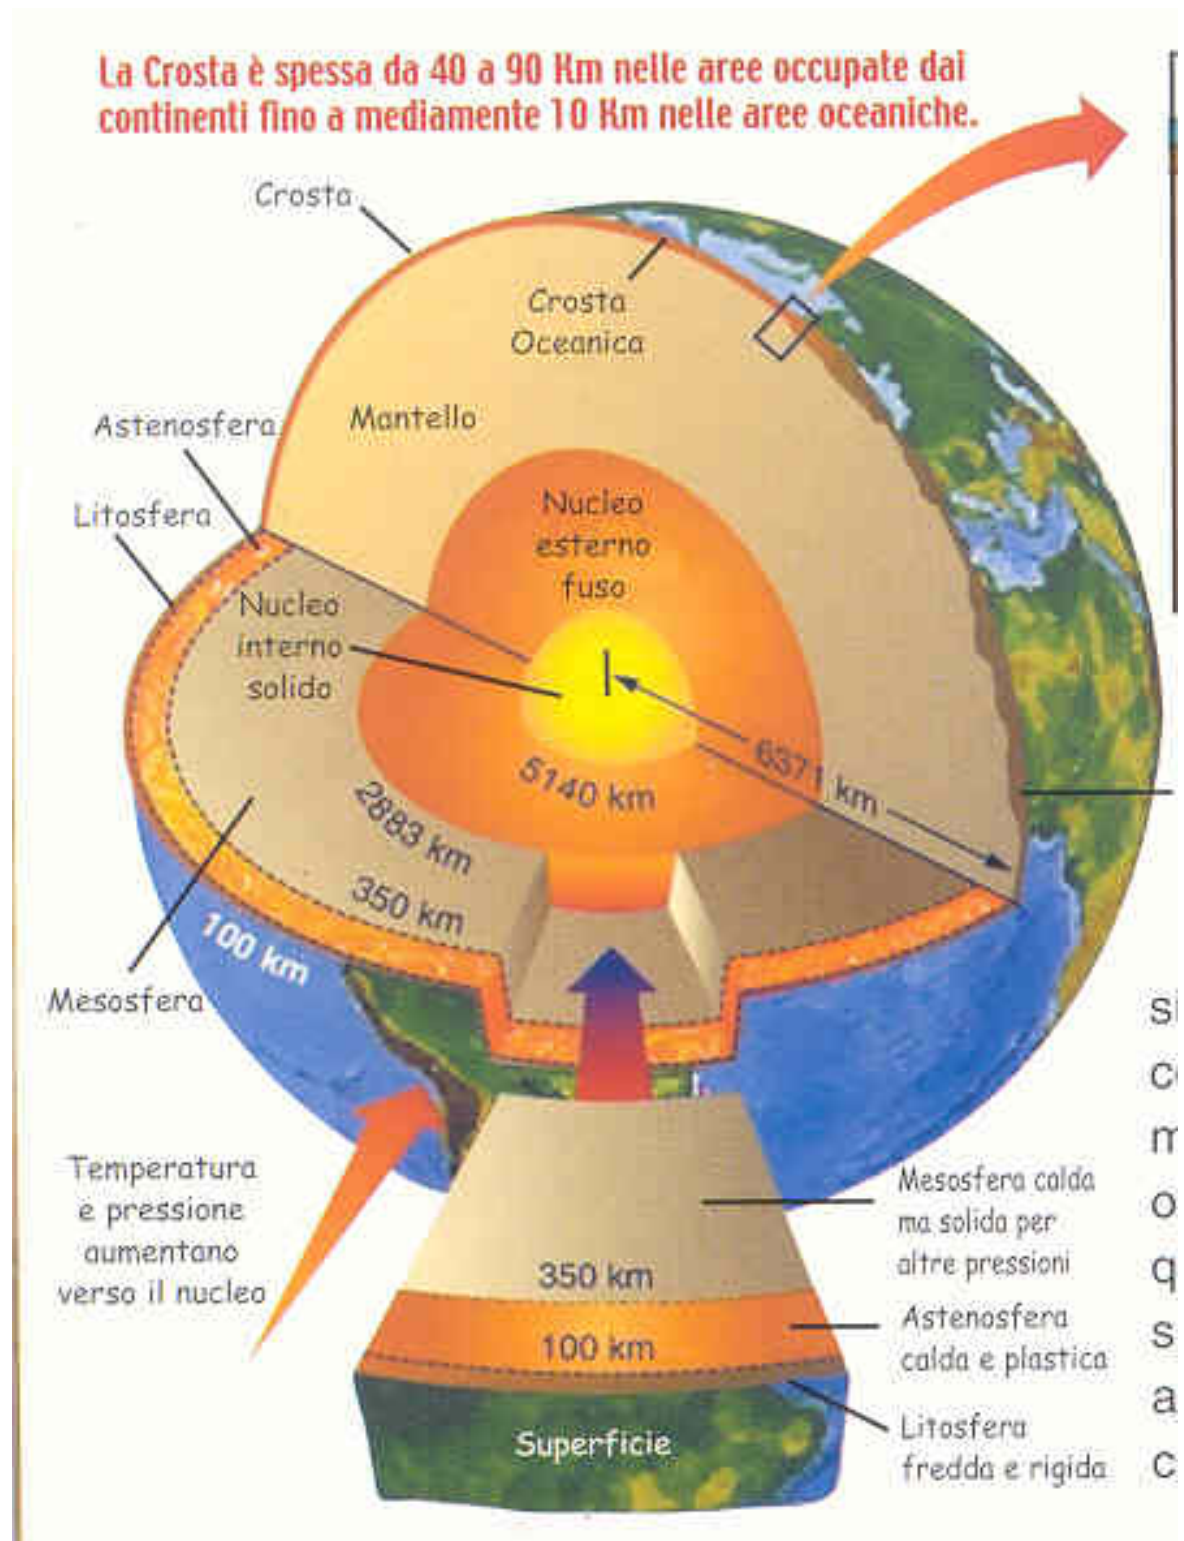 La Crosta è spessa da 40 a 90 Km nelle aree occupate dai
continenti fino a mediamente 10 Km nelle aree oceaniche.
Crosta
Crosta
Oceanica
Mantello
Astenosfera
Litosfera
Nucleo
esterno
fuso
Nucleo
interno
solido
6371 km
5140 km
2883 km
350 km
100 km
Mesosfera
Temperatura
e pressione
aumentano
verso il nucleo
Mesosfera calda
ma solida per
altre pressioni
350 km
Astenosfera
calda e plastica
100 km
Litosfera
fredda e rigida
Superficie